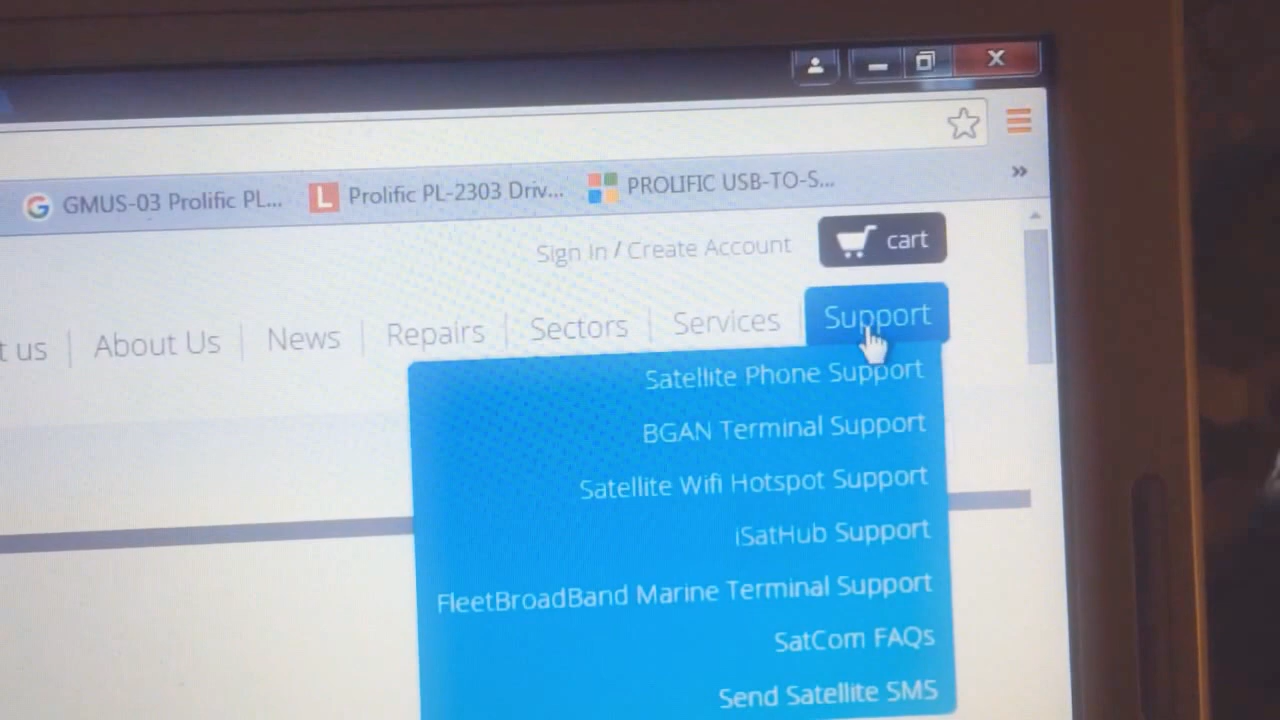 GMUS-03 Prolific PL... Prolific PL-2303 Driv... PROLIFIC USB-TO-S...
Sign In / Create Account cart
t us About Us News Repairs Sectors Services Support
Satellite Phone Support
BGAN Terminal Support
Satellite Wifi Hotspot Support
iSatHub Support
FleetBroadBand Marine Terminal Support
SatCom FAQs
Send Satellite SMS